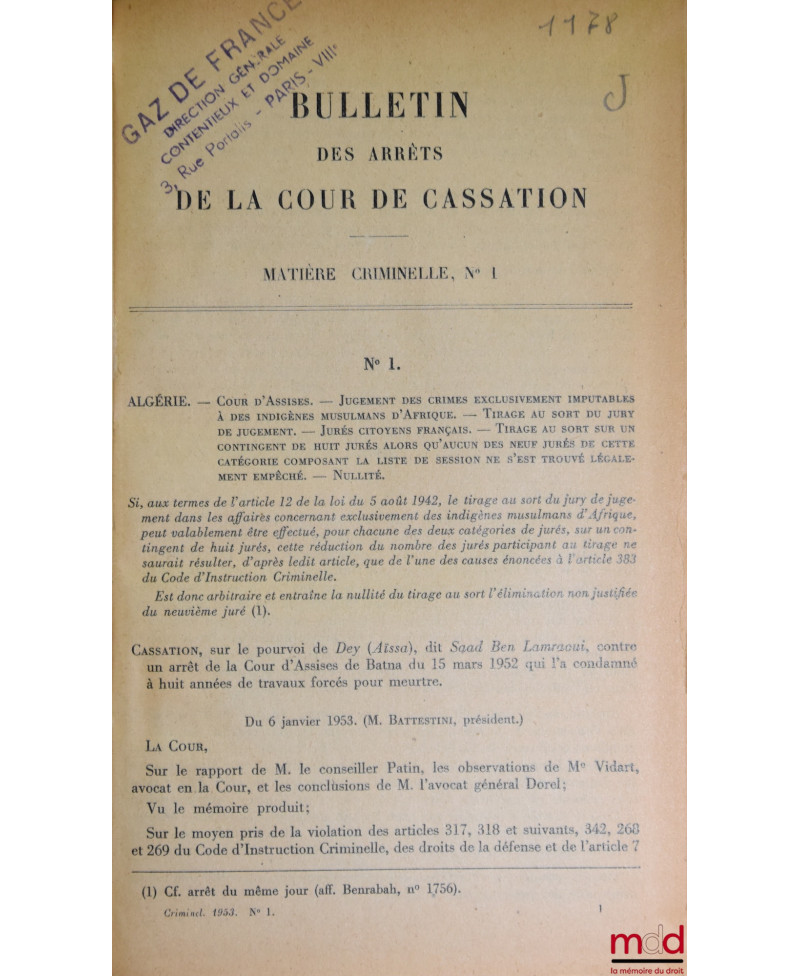 1178
J
GAZ DE FRANCE
DIRECTION GÉNÉRALE
CONTENTIEUX ET DOMAINE
3, Rue Portalis - PARIS - VIIIe
BULLETIN
DES ARRÊTS
DE LA COUR DE CASSATION
MATIÈRE CRIMINELLE, No 1
No 1.
ALGÉRIE. — COUR D'ASSISES. — JUGEMENT DES CRIMES EXCLUSIVEMENT IMPUTABLES
À DES INDIGÈNES MUSULMANS D'AFRIQUE. — TIRAGE AU SORT DU JURY
DE JUGEMENT. — JURÉS CITOYENS FRANÇAIS. — TIRAGE AU SORT SUR UN
CONTINGENT DE HUIT JURÉS ALORS QU'AUCUN DES NEUF JURÉS DE CETTE
CATÉGORIE COMPOSANT LA LISTE DE SESSION NE S'EST TROUVÉ LÉGALE-
MENT EMPÊCHÉ. — NULLITÉ.
Si, aux termes de l'article 12 de la loi du 5 août 1942, le tirage au sort du jury de juge-
ment dans les affaires concernant exclusivement des indigènes musulmans d'Afrique,
peut valablement être effectué, pour chacune des deux catégories de jurés, sur un con-
tingent de huit jurés, cette réduction du nombre des jurés participant au tirage ne
saurait résulter, d'après ledit article, que de l'une des causes énoncées à l'article 383
du Code d'Instruction Criminelle.
Est donc arbitraire et entraîne la nullité du tirage au sort l'élimination non justifiée
du neuvième juré (1).
CASSATION, sur le pourvoi de Dey (Aïssa), dit Saad Ben Lamraoui, contre
un arrêt de la Cour d'Assises de Batna du 15 mars 1952 qui l'a condamné
à huit années de travaux forcés pour meurtre.
Du 6 janvier 1953. (M. BATTESTINI, président.)
LA COUR,
Sur le rapport de M. le conseiller Patin, les observations de Me Vidart,
avocat en la Cour, et les conclusions de M. l'avocat général Dorel;
Vu le mémoire produit;
Sur le moyen pris de la violation des articles 317, 318 et suivants, 342, 268
et 269 du Code d'Instruction Criminelle, des droits de la défense et de l'article 7
(1) Cf. arrêt du même jour (aff. Benrabah, no 1756).
Criminel. 1953. No 1.
1
mdd
la mémoire du droit